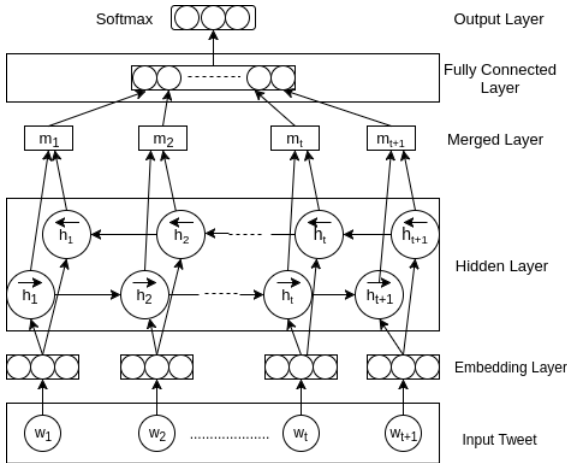 Softmax Output Layer
Fully Connected
Layer
m1 m2 mt mt+1 Merged Layer
h1 h2 ht ht+1
Hidden Layer
h1 h2 ht ht+1
Embedding Layer
w1 w2 ..................... wt wt+1 Input Tweet